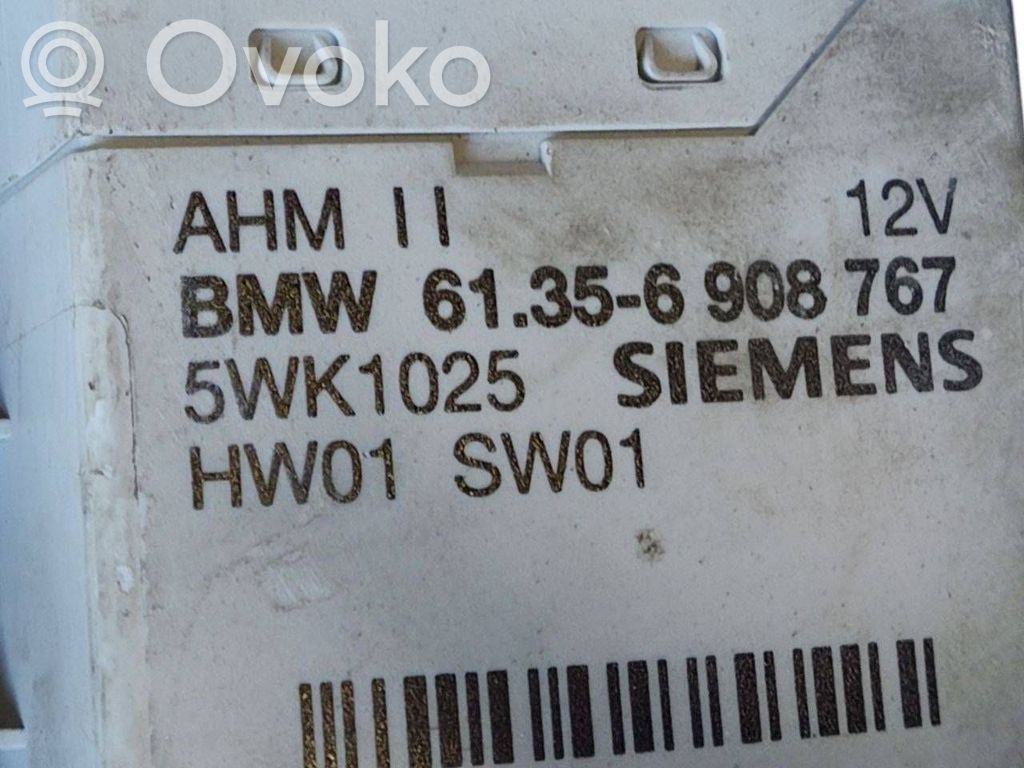 Ovoko
AHM II 12V
BMW 61.35-6 908 767
5WK1025 SIEMENS
HW01 SW01